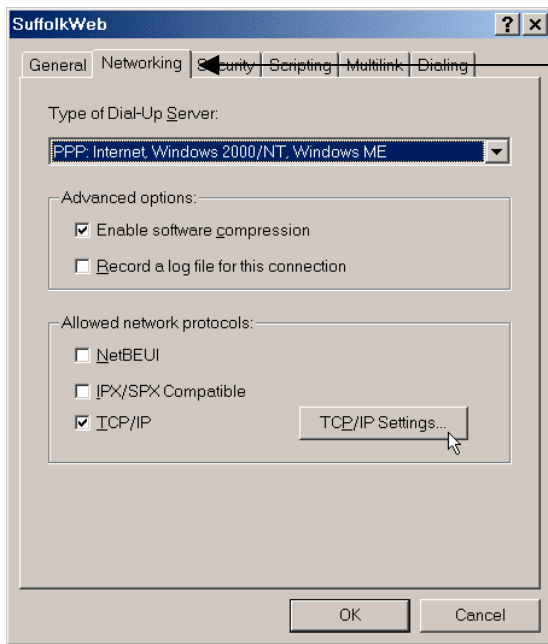 SuffolkWeb
General Networking Security Scripting Multilink Dialing
Type of Dial-Up Server:
PPP: Internet, Windows 2000/NT, Windows ME
Advanced options:
Enable software compression
Record a log file for this connection
Allowed network protocols:
NetBEUI
IPX/SPX Compatible
TCP/IP TCP/IP Settings...
OK Cancel